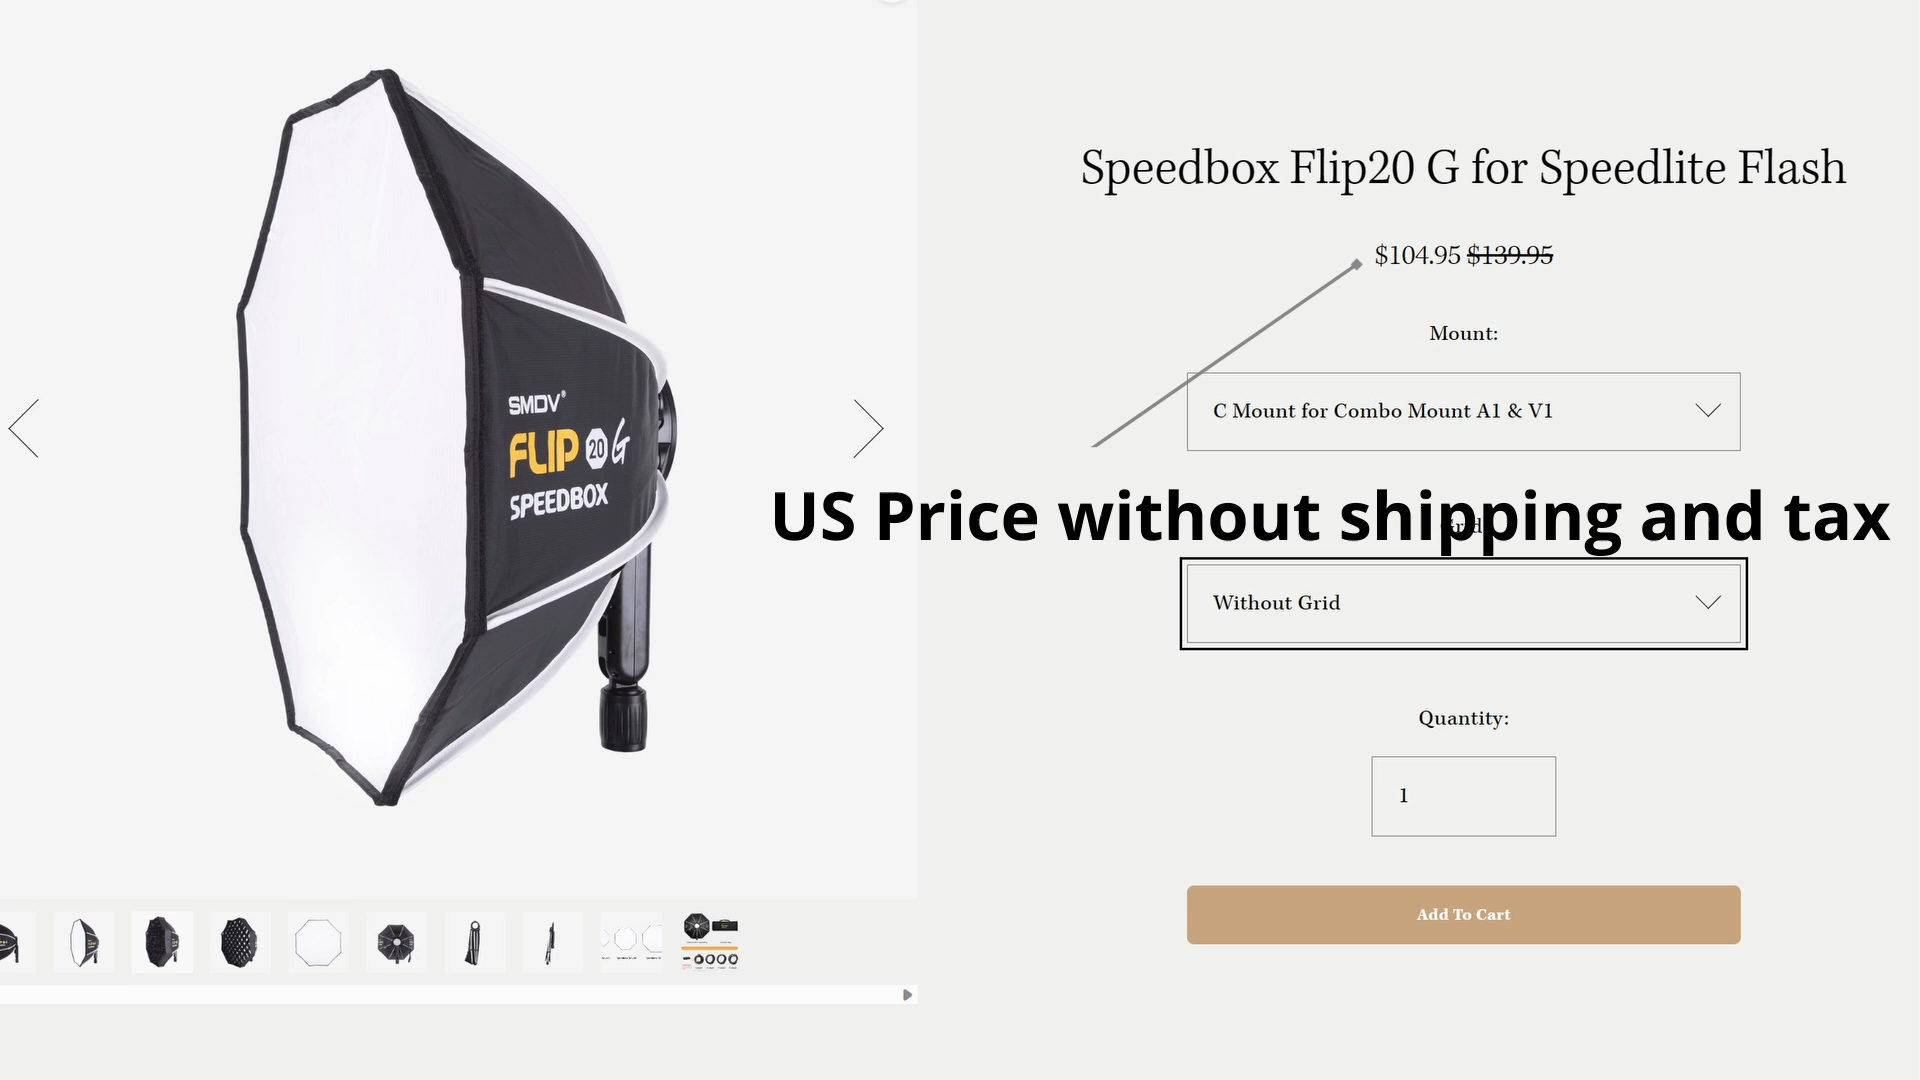 SMDV®
FLIP 20 G
SPEEDBOX
Speedbox Flip20 G for Speedlite Flash
$104.95 $139.95
Mount:
C Mount for Combo Mount A1 & V1
US Price without shipping and tax
Without Grid
Quantity:
1
Add To Cart